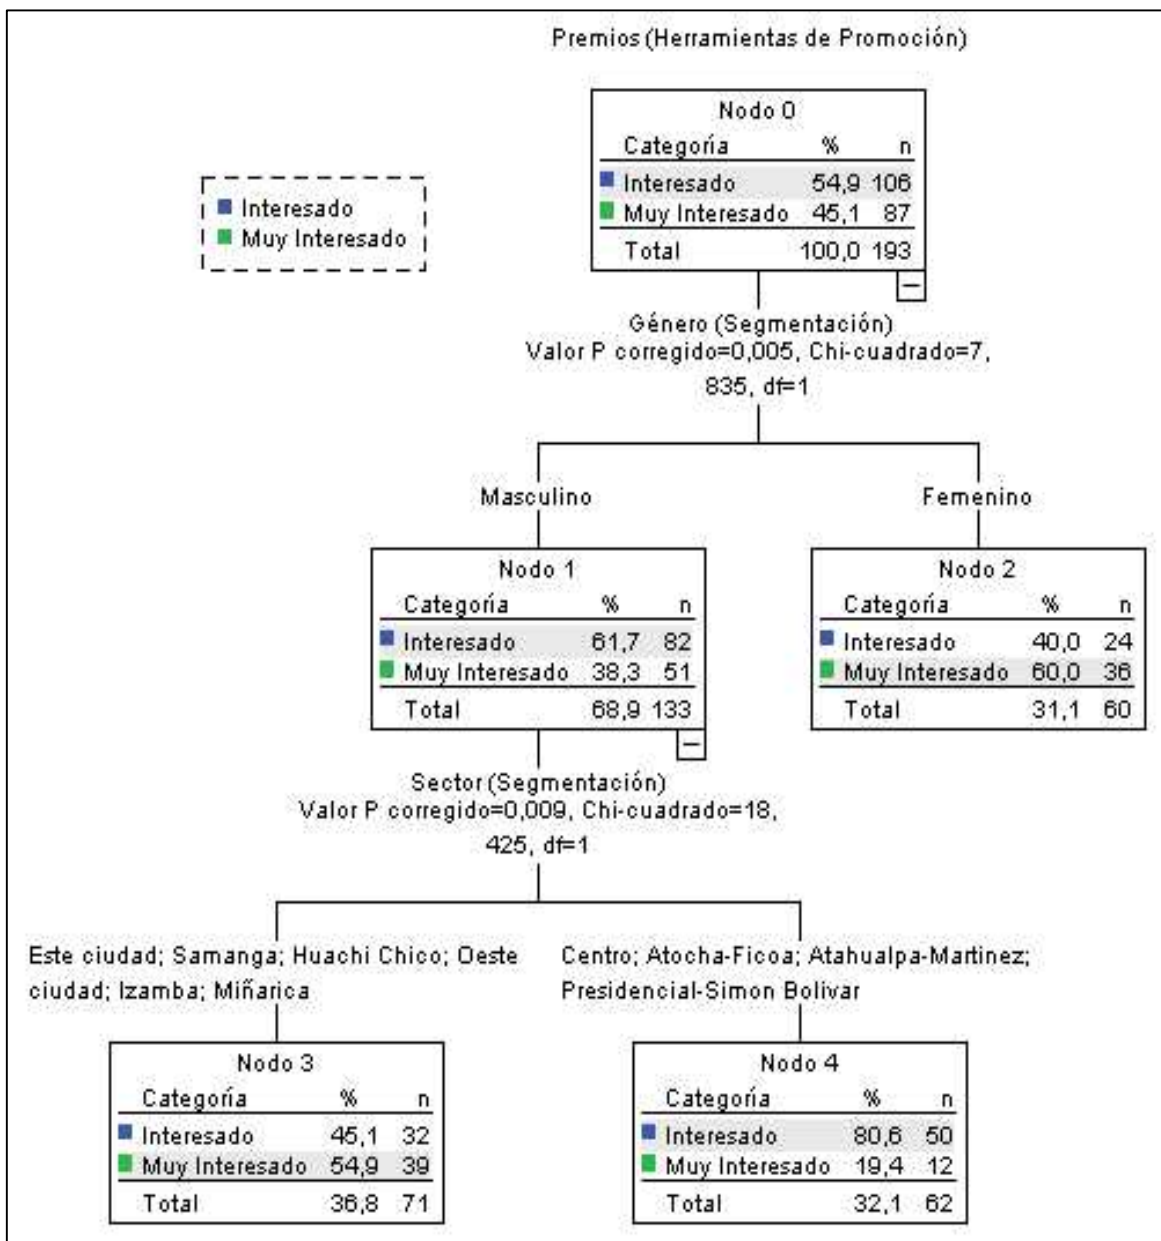 Premios (Herramientas de Promoción)
Nodo 0
Categoría % n
Interesado 54,9 106
Muy Interesado 45,1 87
Total 100,0 193
Interesado
Muy Interesado
Género (Segmentación)
Valor P corregido=0,005, Chi-cuadrado=7,
835, df=1
Masculino
Femenino
Nodo 1
Categoría % n
Interesado 61,7 82
Muy Interesado 38,3 51
Total 68,9 133
Nodo 2
Categoría % n
Interesado 40,0 24
Muy Interesado 60,0 36
Total 31,1 60
Sector (Segmentación)
Valor P corregido=0,009, Chi-cuadrado=18,
425, df=1
Este ciudad; Samanga; Huachi Chico; Oeste
ciudad; Izamba; Miñarica
Centro; Atocha-Ficoa; Atahualpa-Martinez;
Presidencial-Simon Bolivar
Nodo 3
Categoría % n
Interesado 45,1 32
Muy Interesado 54,9 39
Total 36,8 71
Nodo 4
Categoría % n
Interesado 80,6 50
Muy Interesado 19,4 12
Total 32,1 62